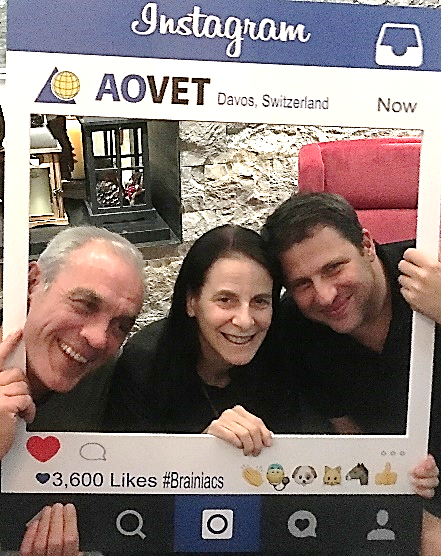 Instagram
AOVET Davos, Switzerland Now
3,600 Likes #Brainiacs